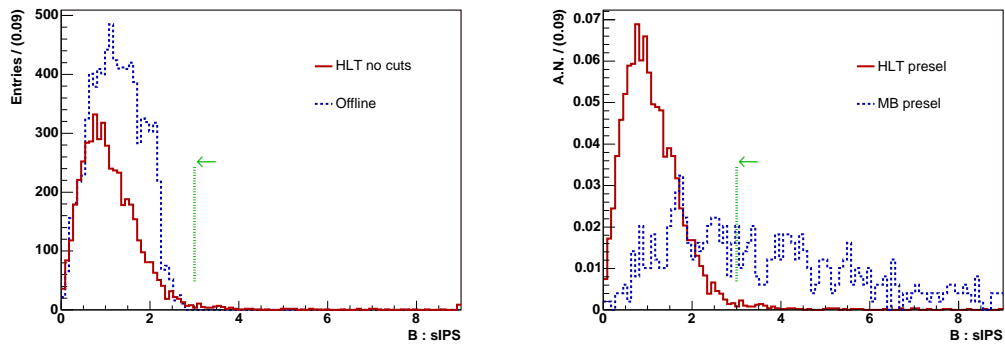 Entries / (0.09)
500
400
300
200
100
0
HLT no cuts
Offline
0 2 4 6 8
B : sIPS
A.N. / (0.09)
0.07
0.06
0.05
0.04
0.03
0.02
0.01
0
HLT presel
MB presel
0 2 4 6 8
B : sIPS